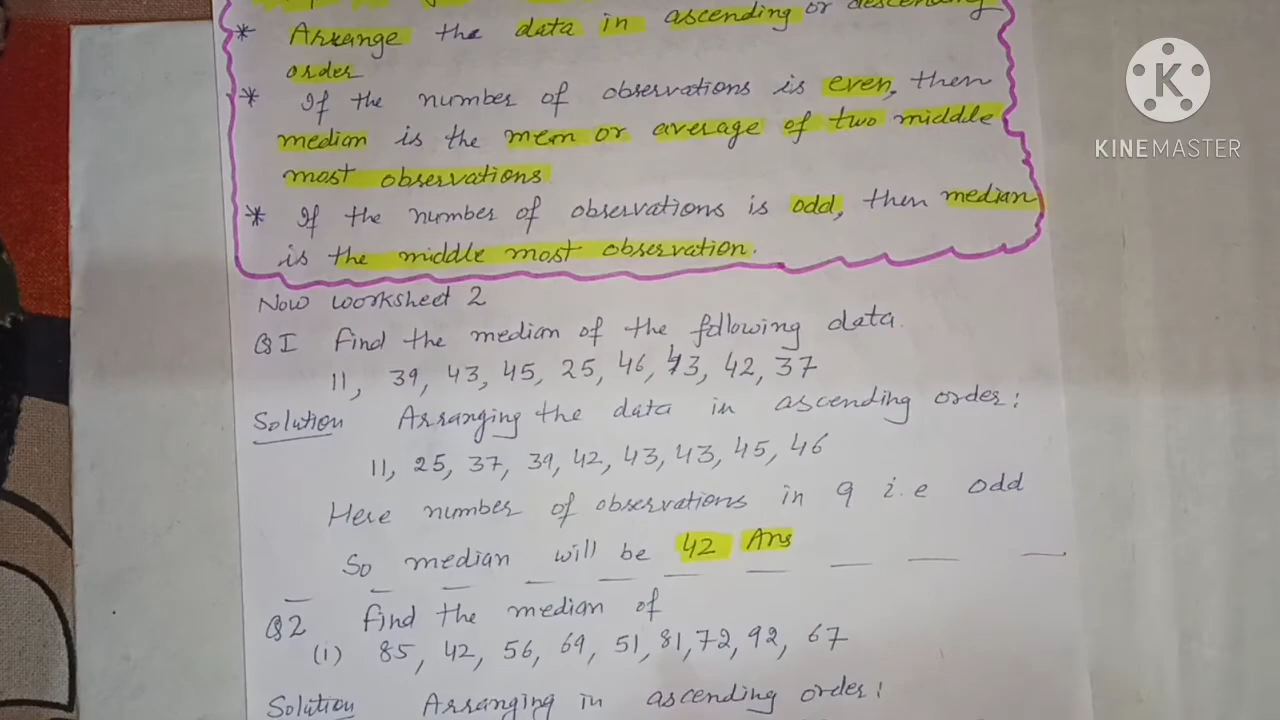 * Arrange the data in ascending or descending
order
* If the number of observations is even, then
median is the mem or average of two middle
most observations
* If the number of observations is odd, then median
is the middle most observation.
Now worksheet 2
Q I Find the median of the following data.
11, 39, 43, 45, 25, 46, 43, 42, 37
Solution Arranging the data in ascending order:
11, 25, 37, 39, 42, 43, 43, 45, 46
Here number of observations in 9 i.e odd
So median will be 42 Ans
Q2 Find the median of
(1) 85, 42, 56, 69, 51, 81, 72, 92, 67
Solution Arranging in ascending order:
K
KINEMASTER